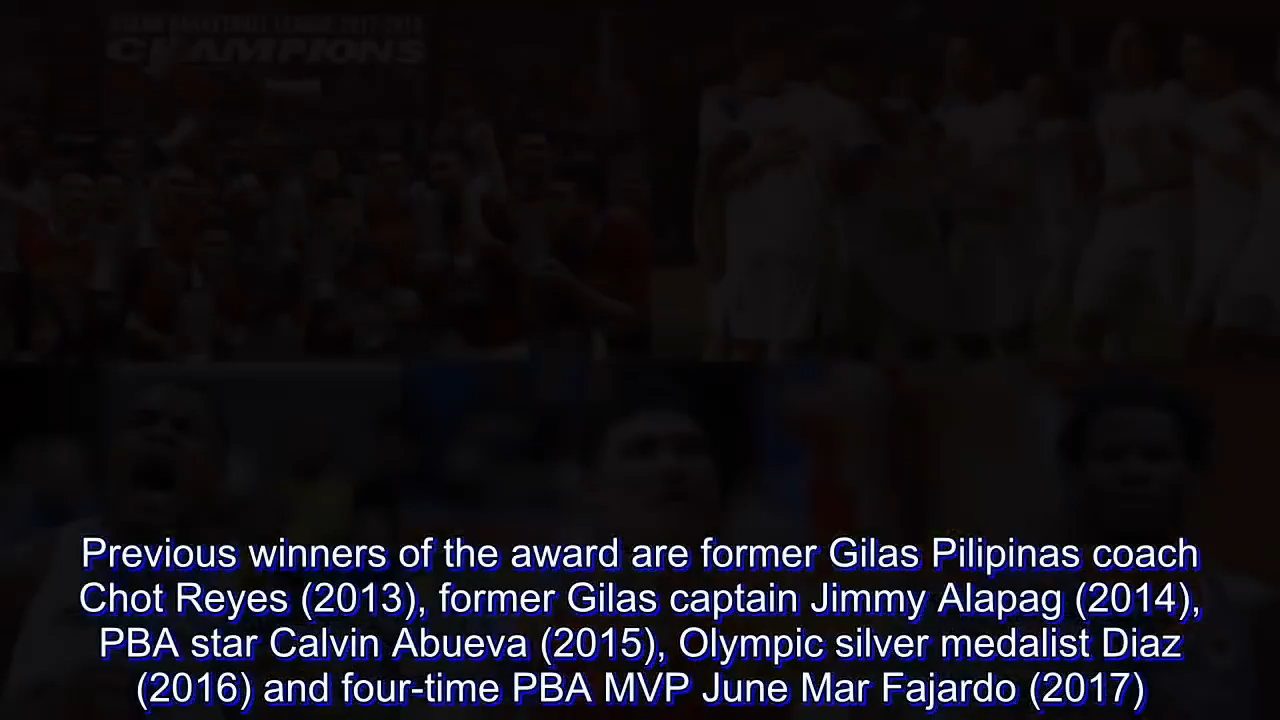 CHAMPIONS
Previous winners of the award are former Gilas Pilipinas coach
Chot Reyes (2013), former Gilas captain Jimmy Alapag (2014),
PBA star Calvin Abueva (2015), Olympic silver medalist Diaz
(2016) and four-time PBA MVP June Mar Fajardo (2017)